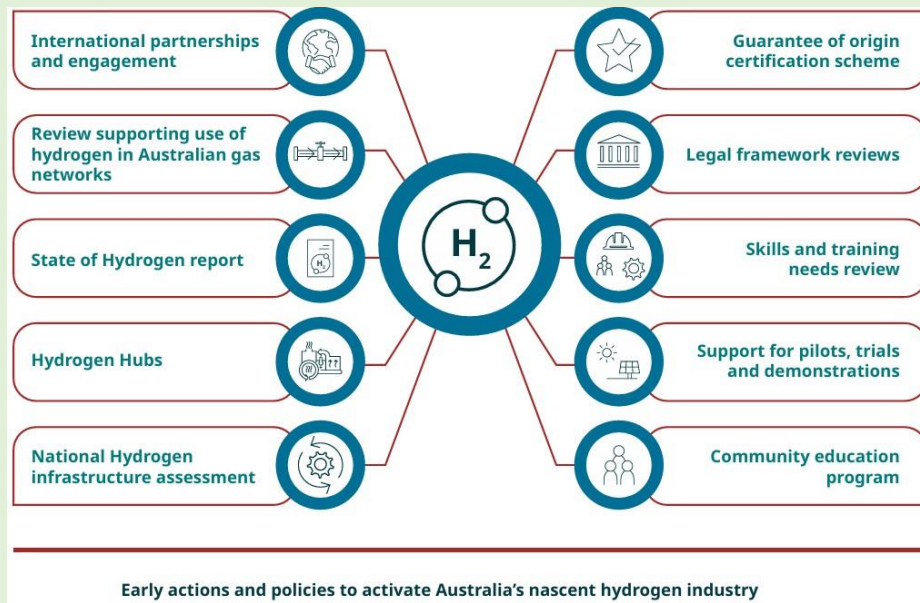 International partnerships
and engagement
Review supporting use of
hydrogen in Australian gas
networks
State of Hydrogen report
Hydrogen Hubs
National Hydrogen
infrastructure assessment
H2
H2
Guarantee of origin
certification scheme
Legal framework reviews
Skills and training
needs review
Support for pilots, trials
and demonstrations
Community education
program
Early actions and policies to activate Australia’s nascent hydrogen industry